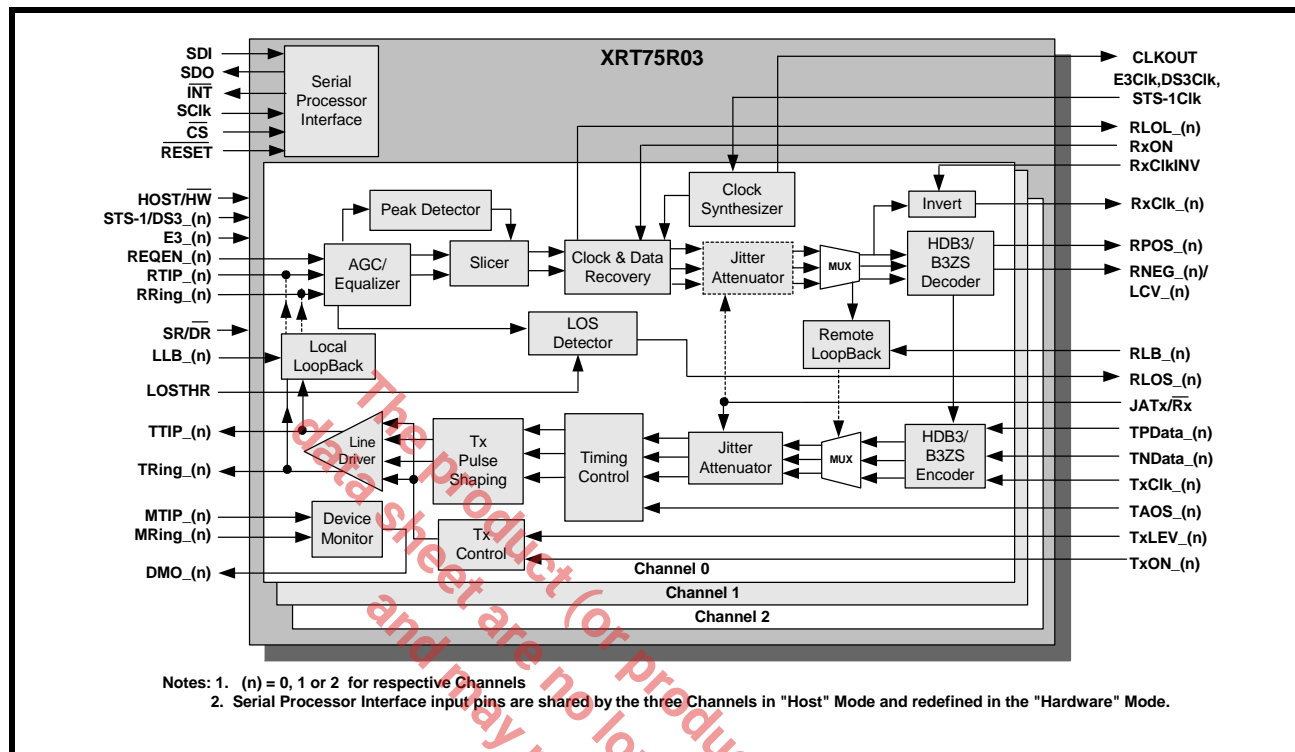 XRT75R03
SDI
SDO
INT
SClk
CS
RESET
Serial
Processor
Interface
CLKOUT
E3Clk,DS3Clk,
STS-1Clk
RLOL_(n)
RxON
RxClkINV
RxClk_(n)
RPOS_(n)
RNEG_(n)/
LCV_(n)
RLB_(n)
RLOS_(n)
JATx/Rx
TPData_(n)
TNData_(n)
TxClk_(n)
TAOS_(n)
TxLEV_(n)
TxON_(n)
HOST/HW
STS-1/DS3_(n)
E3_(n)
REQEN_(n)
RTIP_(n)
RRing_(n)
SR/DR
LLB_(n)
LOSTHR
TTIP_(n)
TRing_(n)
MTIP_(n)
MRing_(n)
DMO_(n)
Peak Detector
AGC/
Equalizer
Slicer
Clock & Data
Recovery
Clock
Synthesizer
Jitter
Attenuator
MUX
Invert
HDB3/
B3ZS
Decoder
LOS
Detector
Remote
LoopBack
Local
LoopBack
Line
Driver
Tx
Pulse
Shaping
Timing
Control
Jitter
Attenuator
MUX
HDB3/
B3ZS
Encoder
Device
Monitor
Tx
Control
Channel 0
Channel 1
Channel 2
Notes: 1. (n) = 0, 1 or 2 for respective Channels
2. Serial Processor Interface input pins are shared by the three Channels in "Host" Mode and redefined in the "Hardware" Mode.
The product (or produc
data sheet are no lo
and may